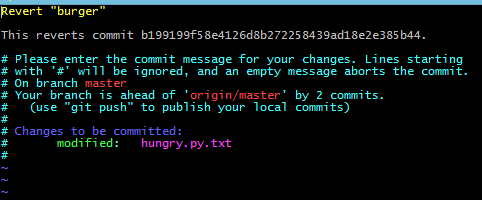 Revert "burger"
This reverts commit b199199f58e4126d8b272258439ad18e2e385b44.
# Please enter the commit message for your changes. Lines starting
# with '#' will be ignored, and an empty message aborts the commit.
# On branch master
# Your branch is ahead of 'origin/master' by 2 commits.
#   (use "git push" to publish your local commits)
#
# Changes to be committed:
#       modified:   hungry.py.txt
#
~
~
~